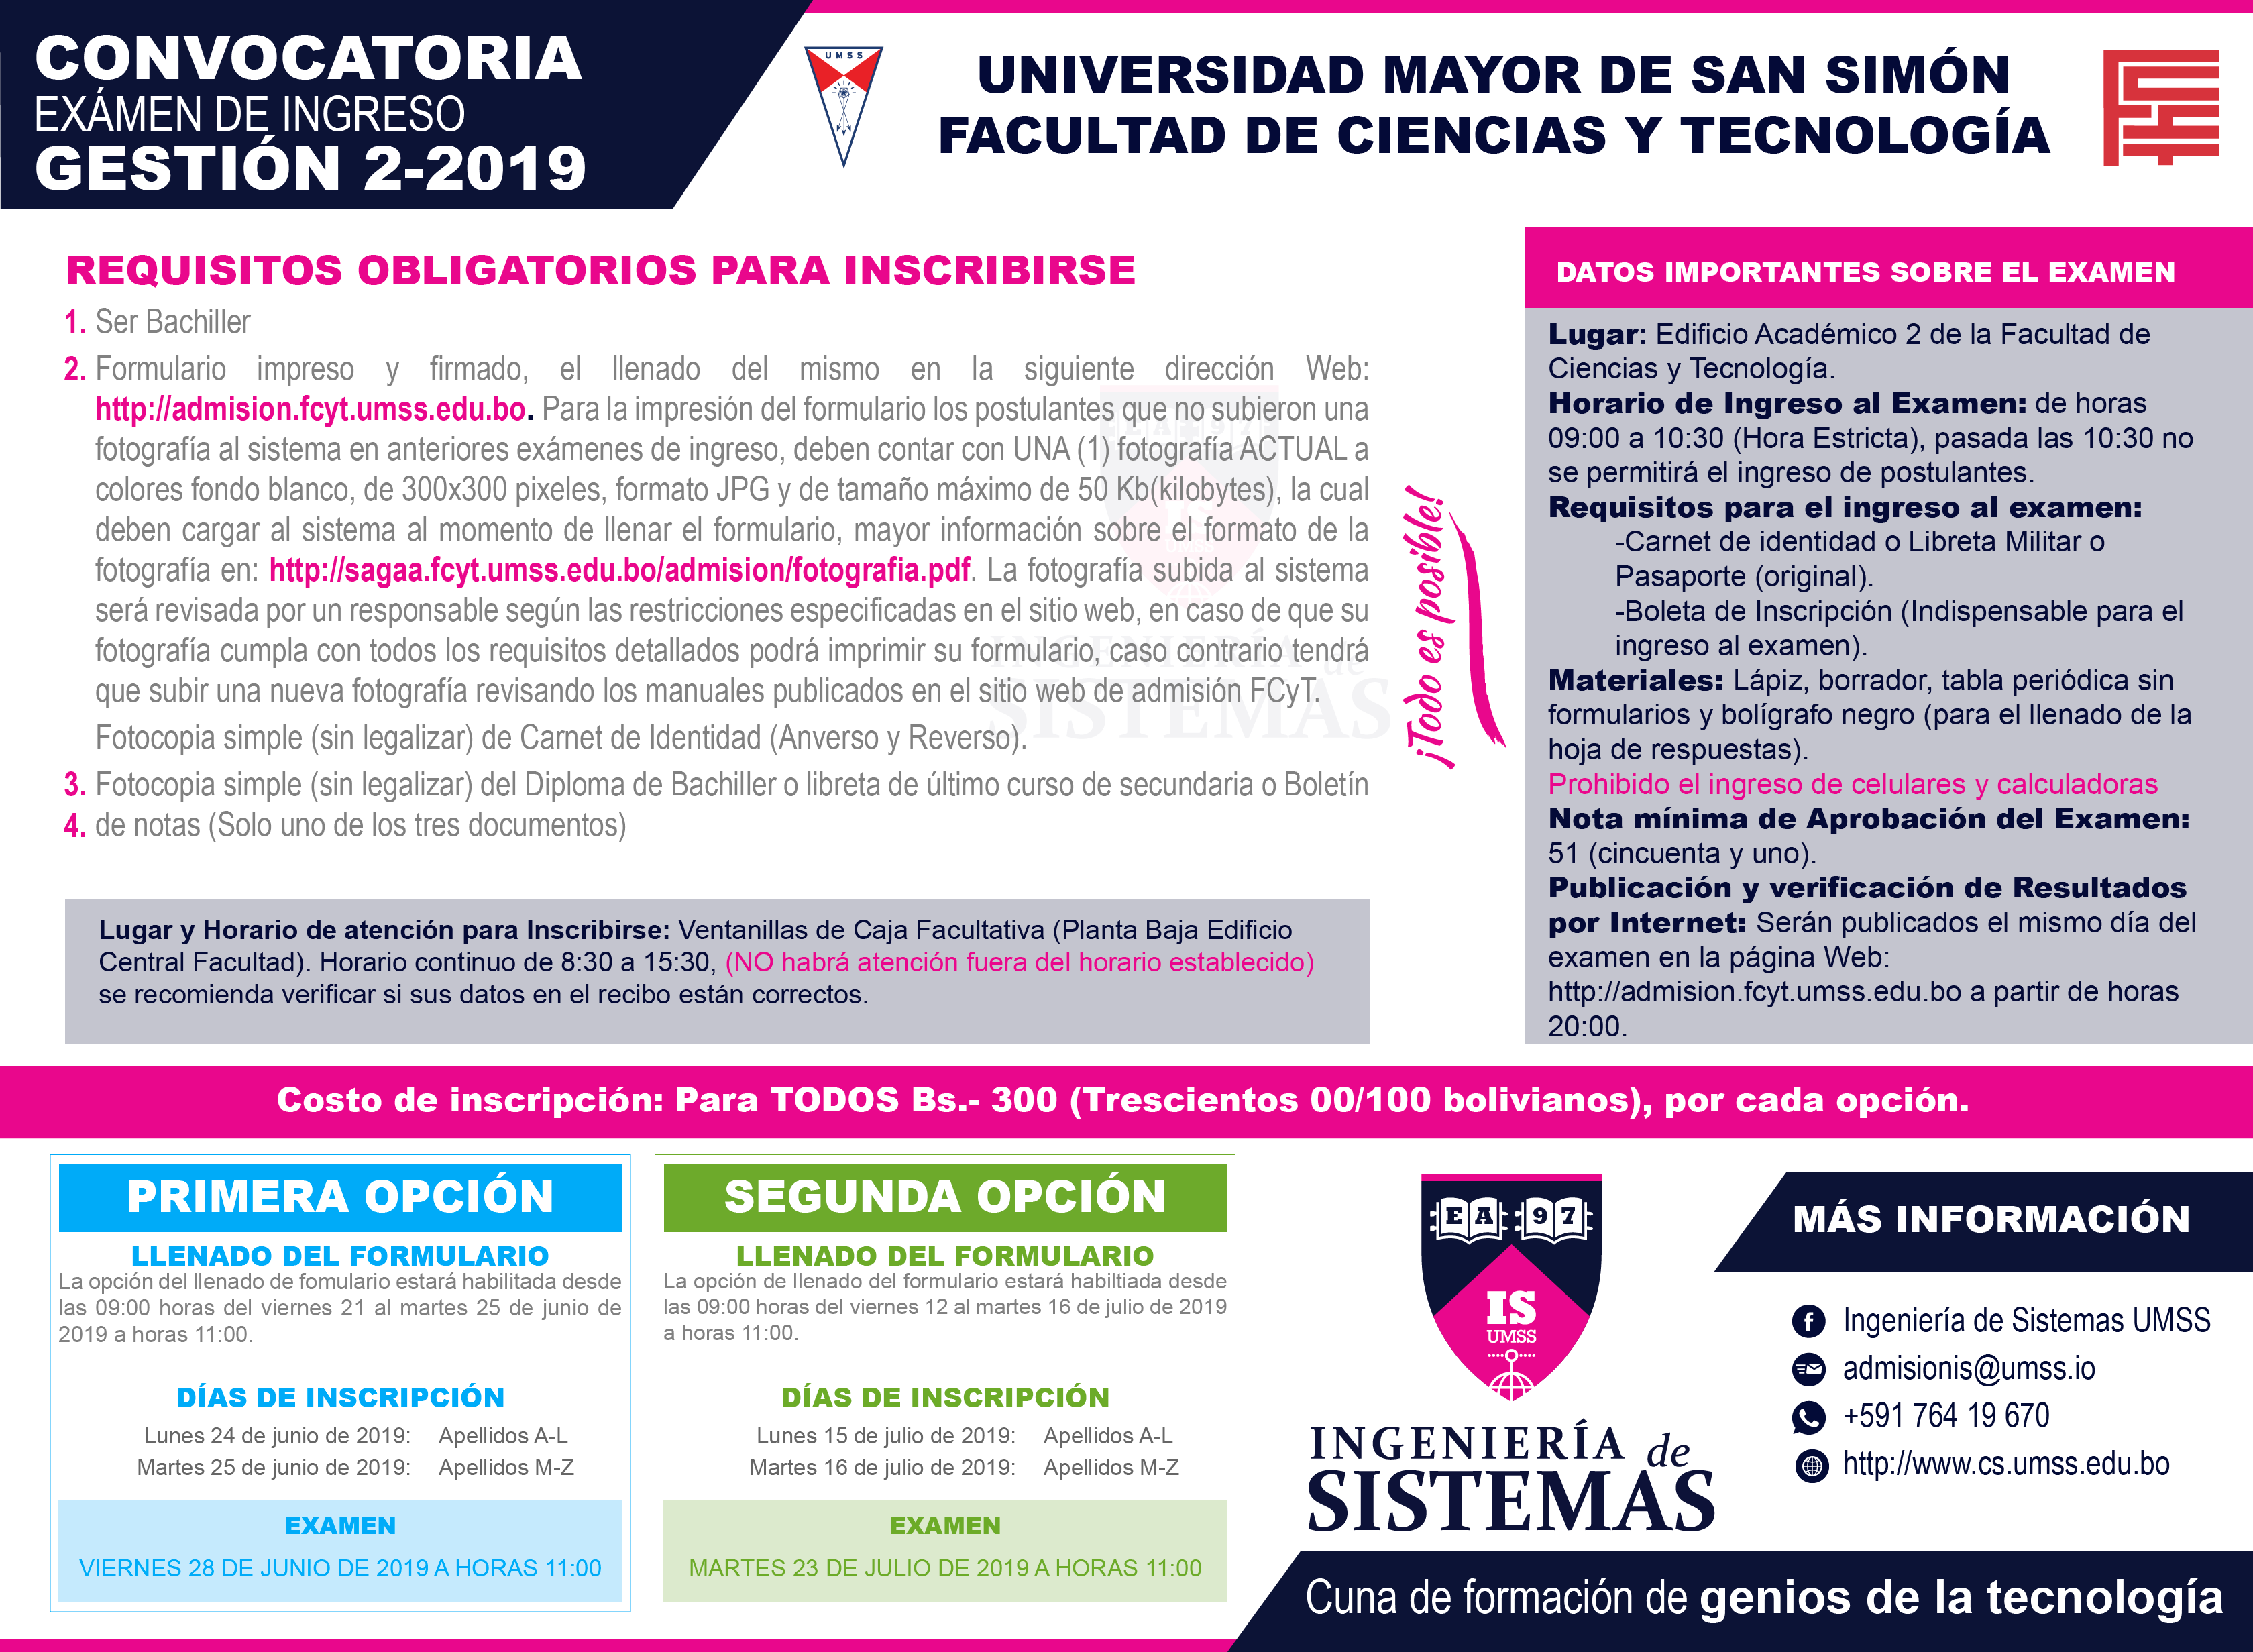 CONVOCATORIA
EXÁMEN DE INGRESO
GESTIÓN 2-2019
UMSS
UNIVERSIDAD MAYOR DE SAN SIMÓN
FACULTAD DE CIENCIAS Y TECNOLOGÍA
REQUISITOS OBLIGATORIOS PARA INSCRIBIRSE
1. Ser Bachiller
2. Formulario impreso y firmado, el llenado del mismo en la siguiente dirección Web:
http://admision.fcyt.umss.edu.bo. Para la impresión del formulario los postulantes que no subieron una
fotografía al sistema en anteriores exámenes de ingreso, deben contar con UNA (1) fotografía ACTUAL a
colores fondo blanco, de 300x300 pixeles, formato JPG y de tamaño máximo de 50 Kb(kilobytes), la cual
deben cargar al sistema al momento de llenar el formulario, mayor información sobre el formato de la
fotografía en: http://sagaa.fcyt.umss.edu.bo/admision/fotografia.pdf. La fotografía subida al sistema
será revisada por un responsable según las restricciones especificadas en el sitio web, en caso de que su
fotografía cumpla con todos los requisitos detallados podrá imprimir su formulario, caso contrario tendrá
que subir una nueva fotografía revisando los manuales publicados en el sitio web de admisión FCyT.
Fotocopia simple (sin legalizar) de Carnet de Identidad (Anverso y Reverso).
3. Fotocopia simple (sin legalizar) del Diploma de Bachiller o libreta de último curso de secundaria o Boletín
4. de notas (Solo uno de los tres documentos)
EA 97
IS
UMSS
INGENIERÍA de
SISTEMAS
¡Todo es posible!
Lugar y Horario de atención para Inscribirse: Ventanillas de Caja Facultativa (Planta Baja Edificio
Central Facultad). Horario continuo de 8:30 a 15:30, (NO habrá atención fuera del horario establecido)
se recomienda verificar si sus datos en el recibo están correctos.
DATOS IMPORTANTES SOBRE EL EXAMEN
Lugar: Edificio Académico 2 de la Facultad de
Ciencias y Tecnología.
Horario de Ingreso al Examen: de horas
09:00 a 10:30 (Hora Estricta), pasada las 10:30 no
se permitirá el ingreso de postulantes.
Requisitos para el ingreso al examen:
-Carnet de identidad o Libreta Militar o
Pasaporte (original).
-Boleta de Inscripción (Indispensable para el
ingreso al examen).
Materiales: Lápiz, borrador, tabla periódica sin
formularios y bolígrafo negro (para el llenado de la
hoja de respuestas).
Prohibido el ingreso de celulares y calculadoras
Nota mínima de Aprobación del Examen:
51 (cincuenta y uno).
Publicación y verificación de Resultados
por Internet: Serán publicados el mismo día del
examen en la página Web:
http://admision.fcyt.umss.edu.bo a partir de horas
20:00.
Costo de inscripción: Para TODOS Bs.- 300 (Trescientos 00/100 bolivianos), por cada opción.
PRIMERA OPCIÓN
LLENADO DEL FORMULARIO
La opción del llenado de fomulario estará habilitada desde
las 09:00 horas del viernes 21 al martes 25 de junio de
2019 a horas 11:00.
DÍAS DE INSCRIPCIÓN
Lunes 24 de junio de 2019: Apellidos A-L
Martes 25 de junio de 2019: Apellidos M-Z
EXAMEN
VIERNES 28 DE JUNIO DE 2019 A HORAS 11:00
SEGUNDA OPCIÓN
LLENADO DEL FORMULARIO
La opción de llenado del formulario estará habiltiada desde
las 09:00 horas del viernes 12 al martes 16 de julio de 2019
a horas 11:00.
DÍAS DE INSCRIPCIÓN
Lunes 15 de julio de 2019: Apellidos A-L
Martes 16 de julio de 2019: Apellidos M-Z
EXAMEN
MARTES 23 DE JULIO DE 2019 A HORAS 11:00
EA 97
IS
UMSS
INGENIERÍA de
SISTEMAS
MÁS INFORMACIÓN
Ingeniería de Sistemas UMSS
admisionis@umss.io
+591 764 19 670
http://www.cs.umss.edu.bo
Cuna de formación de genios de la tecnología